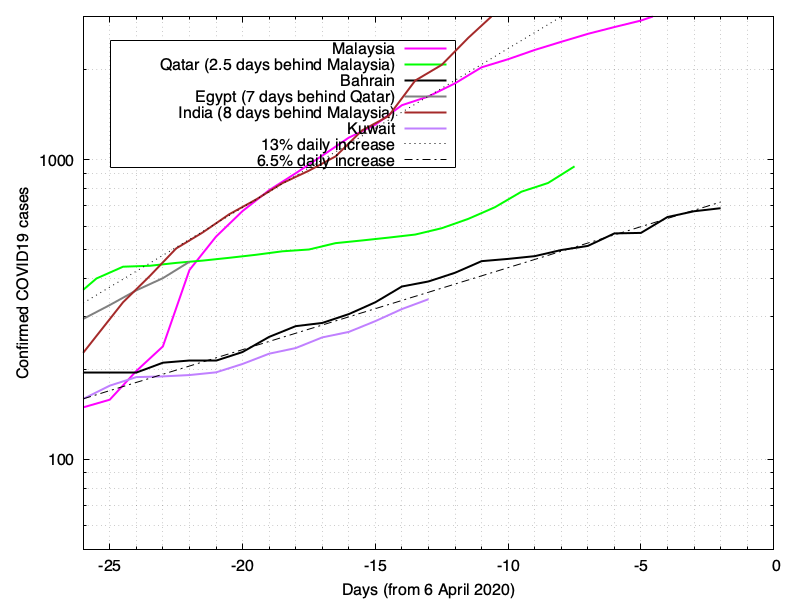 Malaysia
Qatar (2.5 days behind Malaysia)
Bahrain
Egypt (7 days behind Qatar)
India (8 days behind Malaysia)
Kuwait
13% daily increase
6.5% daily increase
1000
100
Confirmed COVID19 cases
-25 -20 -15 -10 -5 0
Days (from 6 April 2020)